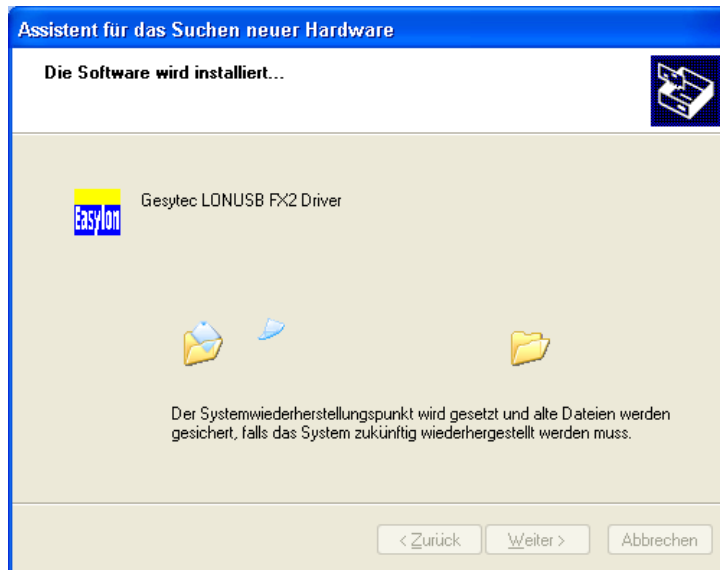 Assistent für das Suchen neuer Hardware
Die Software wird installiert...
Easylon
Gesytec LONUSB FX2 Driver
Der Systemwiederherstellungspunkt wird gesetzt und alte Dateien werden
gesichert, falls das System zukünftig wiederhergestellt werden muss.
< Zurück Weiter > Abbrechen